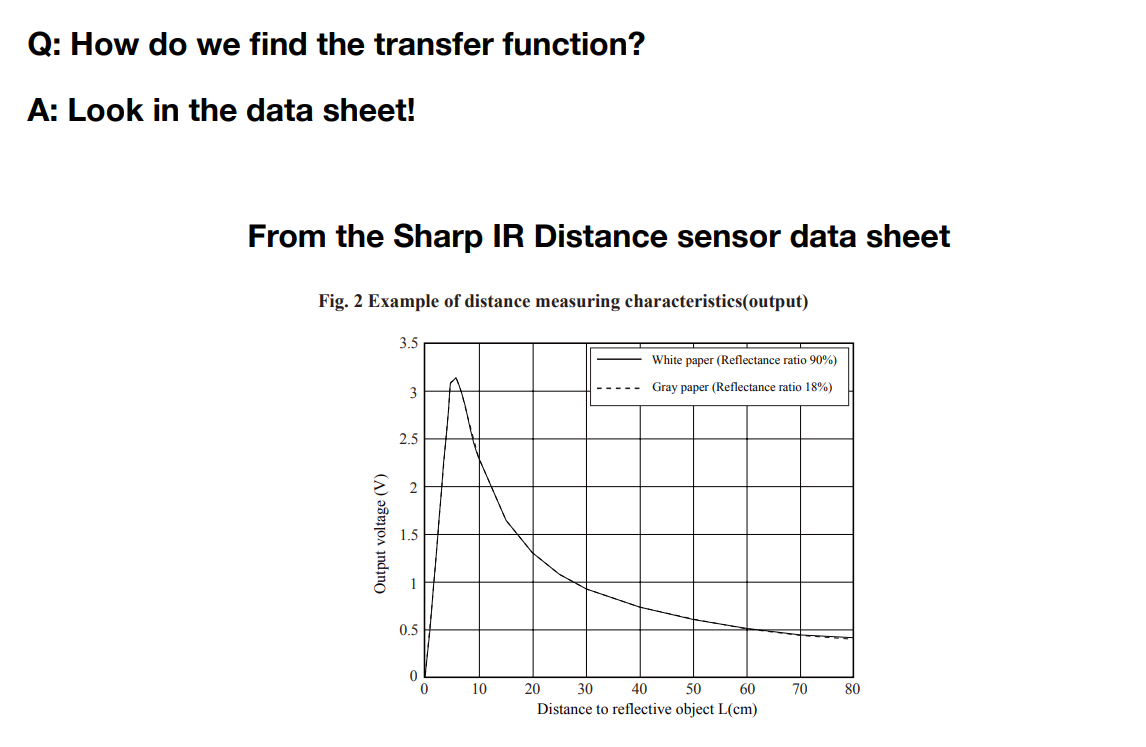 Q: How do we find the transfer function?
A: Look in the data sheet!
From the Sharp IR Distance sensor data sheet
Fig. 2 Example of distance measuring characteristics(output)
White paper (Reflectance ratio 90%)
Gray paper (Reflectance ratio 18%)
Output voltage (V)
3.5
3
2.5
2
1.5
1
0.5
0
0 10 20 30 40 50 60 70 80
Distance to reflective object L(cm)